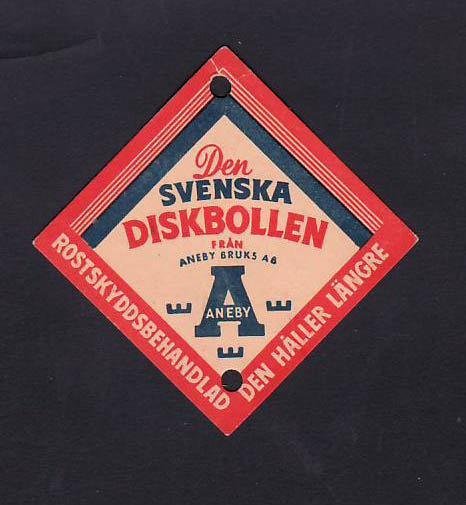 Den
SVENSKA
DISKBOLLEN
FRÅN
ANEBY BRUKS AB
A
ANEBY
ROSTSKYDDSBEHANDLAD
DEN HÅLLER LÄNGRE